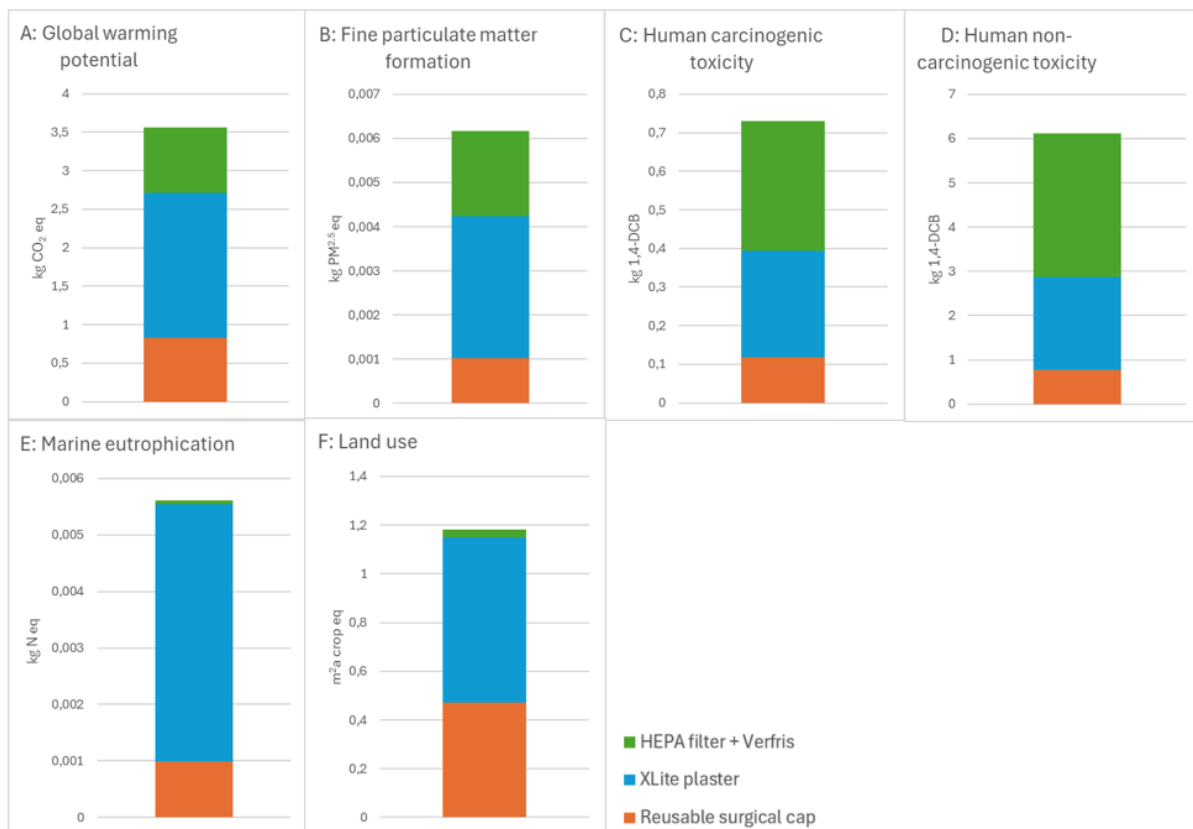 A: Global warming
potential
4
3,5
3
2,5
2
1,5
1
0,5
0
kg CO₂ eq
B: Fine particulate matter
formation
0,007
0,006
0,005
0,004
0,003
0,002
0,001
0
kg PM²·⁵ eq
C: Human carcinogenic
toxicity
0,8
0,7
0,6
0,5
0,4
0,3
0,2
0,1
0
kg 1,4-DCB
D: Human non-
carcinogenic toxicity
7
6
5
4
3
2
1
0
kg 1,4-DCB
E: Marine eutrophication
0,006
0,005
0,004
0,003
0,002
0,001
0
kg N eq
F: Land use
1,4
1,2
1
0,8
0,6
0,4
0,2
0
m²a crop eq
HEPA filter + Verfris
XLite plaster
Reusable surgical cap